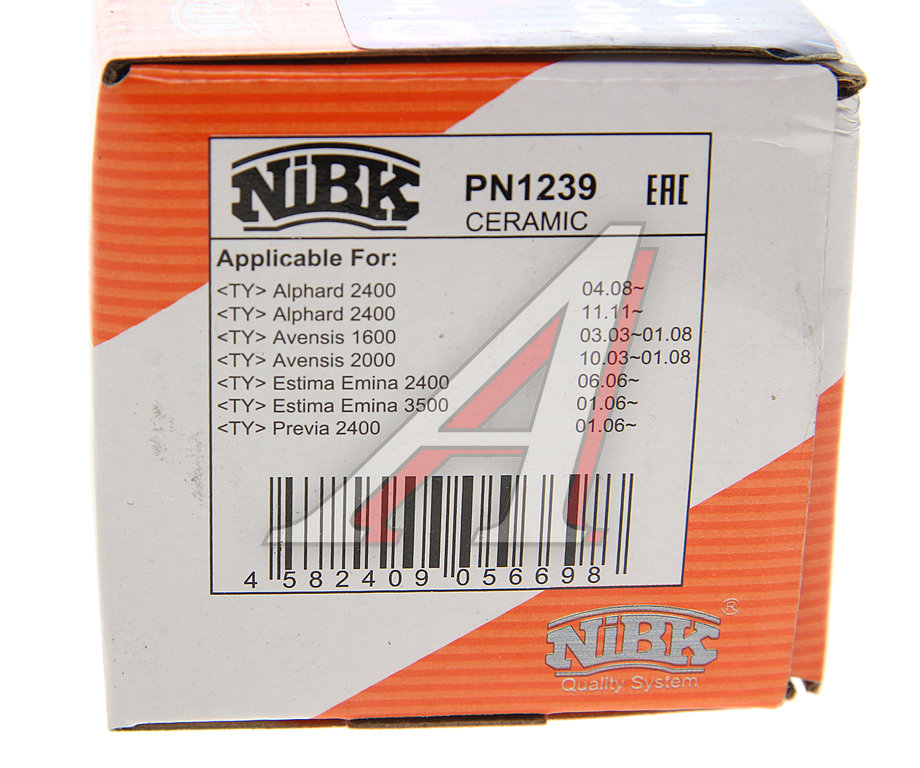 NiBK PN1239 EAC
CERAMIC
Applicable For:
<TY> Alphard 2400 04.08~
<TY> Alphard 2400 11.11~
<TY> Avensis 1600 03.03~01.08
<TY> Avensis 2000 10.03~01.08
<TY> Estima Emina 2400 06.06~
<TY> Estima Emina 3500 01.06~
<TY> Previa 2400 01.06~
4 582409 056698
NiBK ®
Quality System